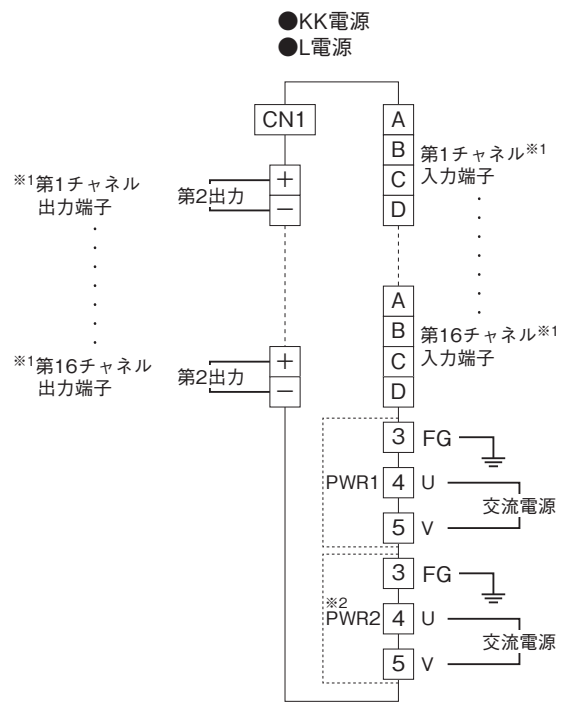 ●KK電源
●L電源
CN1
A
B
C
D
第1チャネル※1
入力端子
※1第1チャネル
出力端子
第2出力
+
−
A
B
C
D
第16チャネル※1
入力端子
※1第16チャネル
出力端子
第2出力
+
−
PWR1
3 FG
4 U
5 V
交流電源
※2
PWR2
3 FG
4 U
5 V
交流電源